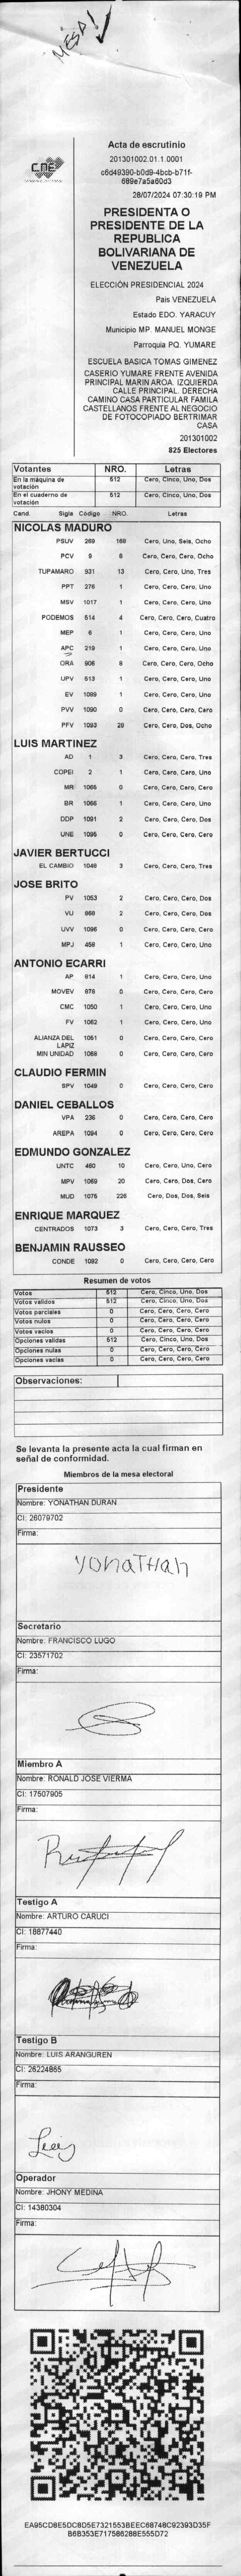 MESA 1
CNE
Acta de escrutinio
201301002.01.1.0001
c6d49390-b0d9-4bcb-b71f-
689e7a5a60d3
28/07/2024 07:30:19 PM
PRESIDENTA O
PRESIDENTE DE LA
REPUBLICA
BOLIVARIANA DE
VENEZUELA
ELECCIÓN PRESIDENCIAL 2024
Pais VENEZUELA
Estado EDO. YARACUY
Municipio MP. MANUEL MONGE
Parroquia PQ. YUMARE
ESCUELA BASICA TOMAS GIMENEZ
CASERIO YUMARE FRENTE AVENIDA
PRINCIPAL MARIN AROA. IZQUIERDA
CALLE PRINCIPAL. DERECHA
CAMINO CASA PARTICULAR FAMILA
CASTELLANOS FRENTE AL NEGOCIO
DE FOTOCOPIADO BERTRIMAR
CASA
201301002
825 Electores
Votantes NRO. Letras
En la máquina de votación 512 Cero, Cinco, Uno, Dos
En el cuaderno de votación 512 Cero, Cinco, Uno, Dos
Cand. Sigla Código NRO. Letras
NICOLAS MADURO
PSUV 269 168 Cero, Uno, Seis, Ocho
PCV 9 8 Cero, Cero, Cero, Ocho
TUPAMARO 931 13 Cero, Cero, Uno, Tres
PPT 276 1 Cero, Cero, Cero, Uno
MSV 1017 1 Cero, Cero, Cero, Uno
PODEMOS 514 4 Cero, Cero, Cero, Cuatro
MEP 6 1 Cero, Cero, Cero, Uno
APC 219 1 Cero, Cero, Cero, Uno
ORA 906 8 Cero, Cero, Cero, Ocho
UPV 513 1 Cero, Cero, Cero, Uno
EV 1089 1 Cero, Cero, Cero, Uno
PVV 1090 0 Cero, Cero, Cero, Cero
PFV 1093 28 Cero, Cero, Dos, Ocho
LUIS MARTINEZ
AD 1 3 Cero, Cero, Cero, Tres
COPEI 2 1 Cero, Cero, Cero, Uno
MR 1065 0 Cero, Cero, Cero, Cero
BR 1066 1 Cero, Cero, Cero, Uno
DDP 1091 2 Cero, Cero, Cero, Dos
UNE 1095 0 Cero, Cero, Cero, Cero
JAVIER BERTUCCI
EL CAMBIO 1048 3 Cero, Cero, Cero, Tres
JOSE BRITO
PV 1053 2 Cero, Cero, Cero, Dos
VU 868 2 Cero, Cero, Cero, Dos
UVV 1096 0 Cero, Cero, Cero, Cero
MPJ 458 1 Cero, Cero, Cero, Uno
ANTONIO ECARRI
AP 814 1 Cero, Cero, Cero, Uno
MOVEV 878 0 Cero, Cero, Cero, Cero
CMC 1050 1 Cero, Cero, Cero, Uno
FV 1062 1 Cero, Cero, Cero, Uno
ALIANZA DEL LAPIZ 1061 0 Cero, Cero, Cero, Cero
MIN UNIDAD 1068 0 Cero, Cero, Cero, Cero
CLAUDIO FERMIN
SPV 1049 0 Cero, Cero, Cero, Cero
DANIEL CEBALLOS
VPA 236 0 Cero, Cero, Cero, Cero
AREPA 1094 0 Cero, Cero, Cero, Cero
EDMUNDO GONZALEZ
UNTC 460 10 Cero, Cero, Uno, Cero
MPV 1069 20 Cero, Cero, Dos, Cero
MUD 1075 226 Cero, Dos, Dos, Seis
ENRIQUE MARQUEZ
CENTRADOS 1073 3 Cero, Cero, Cero, Tres
BENJAMIN RAUSSEO
CONDE 1092 0 Cero, Cero, Cero, Cero
Resumen de votos
Votos 512 Cero, Cinco, Uno, Dos
Votos validos 512 Cero, Cinco, Uno, Dos
Votos parciales 0 Cero, Cero, Cero, Cero
Votos nulos 0 Cero, Cero, Cero, Cero
Votos vacios 0 Cero, Cero, Cero, Cero
Opciones validas 512 Cero, Cinco, Uno, Dos
Opciones nulas 0 Cero, Cero, Cero, Cero
Opciones vacias 0 Cero, Cero, Cero, Cero
Observaciones:
Se levanta la presente acta la cual firman en
señal de conformidad.
Miembros de la mesa electoral
Presidente
Nombre: YONATHAN DURAN
CI: 26079702
Firma:
Yonathan
Secretario
Nombre: FRANCISCO LUGO
CI: 23571702
Firma:
Miembro A
Nombre: RONALD JOSE VIERMA
CI: 17507905
Firma:
Testigo A
Nombre: ARTURO CARUCI
CI: 18877440
Firma:
Testigo B
Nombre: LUIS ARANGUREN
CI: 26224865
Firma:
Luis
Operador
Nombre: JHONY MEDINA
CI: 14380304
Firma:
EA95CD8E5DC8D5E7321553BEEC68748C92393D35F
B6B353E717586288E555D72